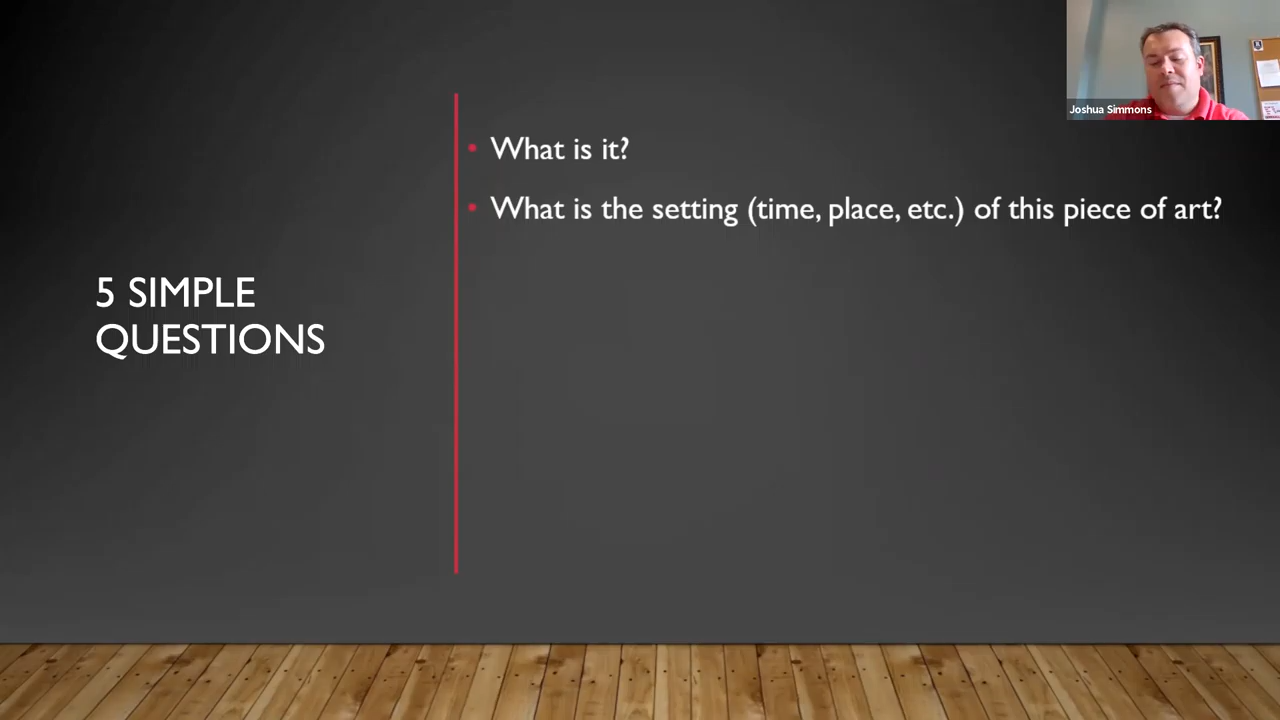 Joshua Simmons
What is it?
What is the setting (time, place, etc.) of this piece of art?
5 SIMPLE
QUESTIONS